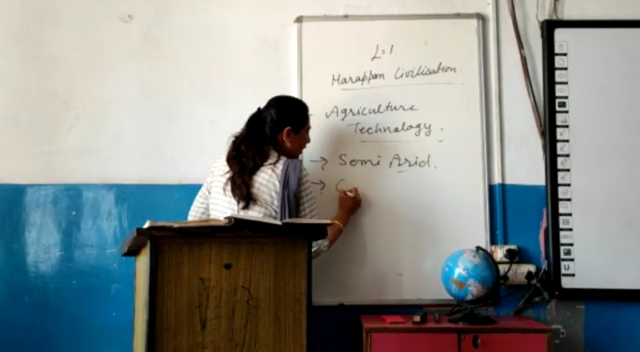 L=1
Harappan Civilisation
Agriculture
Technology.
→ Semi Arid.
→ C